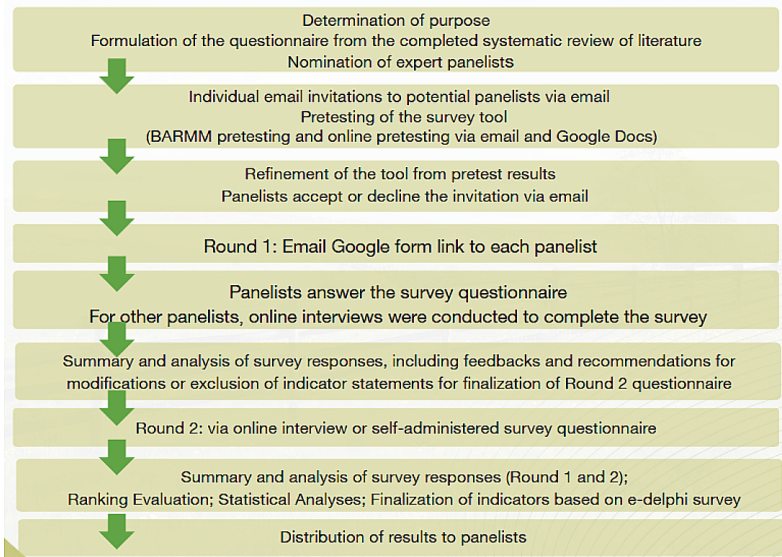 Determination of purpose
Formulation of the questionnaire from the completed systematic review of literature
Nomination of expert panelists
Individual email invitations to potential panelists via email
Pretesting of the survey tool
(BARMM pretesting and online pretesting via email and Google Docs)
Refinement of the tool from pretest results
Panelists accept or decline the invitation via email
Round 1: Email Google form link to each panelist
Panelists answer the survey questionnaire
For other panelists, online interviews were conducted to complete the survey
Summary and analysis of survey responses, including feedbacks and recommendations for
modifications or exclusion of indicator statements for finalization of Round 2 questionnaire
Round 2: via online interview or self-administered survey questionnaire
Summary and analysis of survey responses (Round 1 and 2);
Ranking Evaluation; Statistical Analyses; Finalization of indicators based on e-delphi survey
Distribution of results to panelists